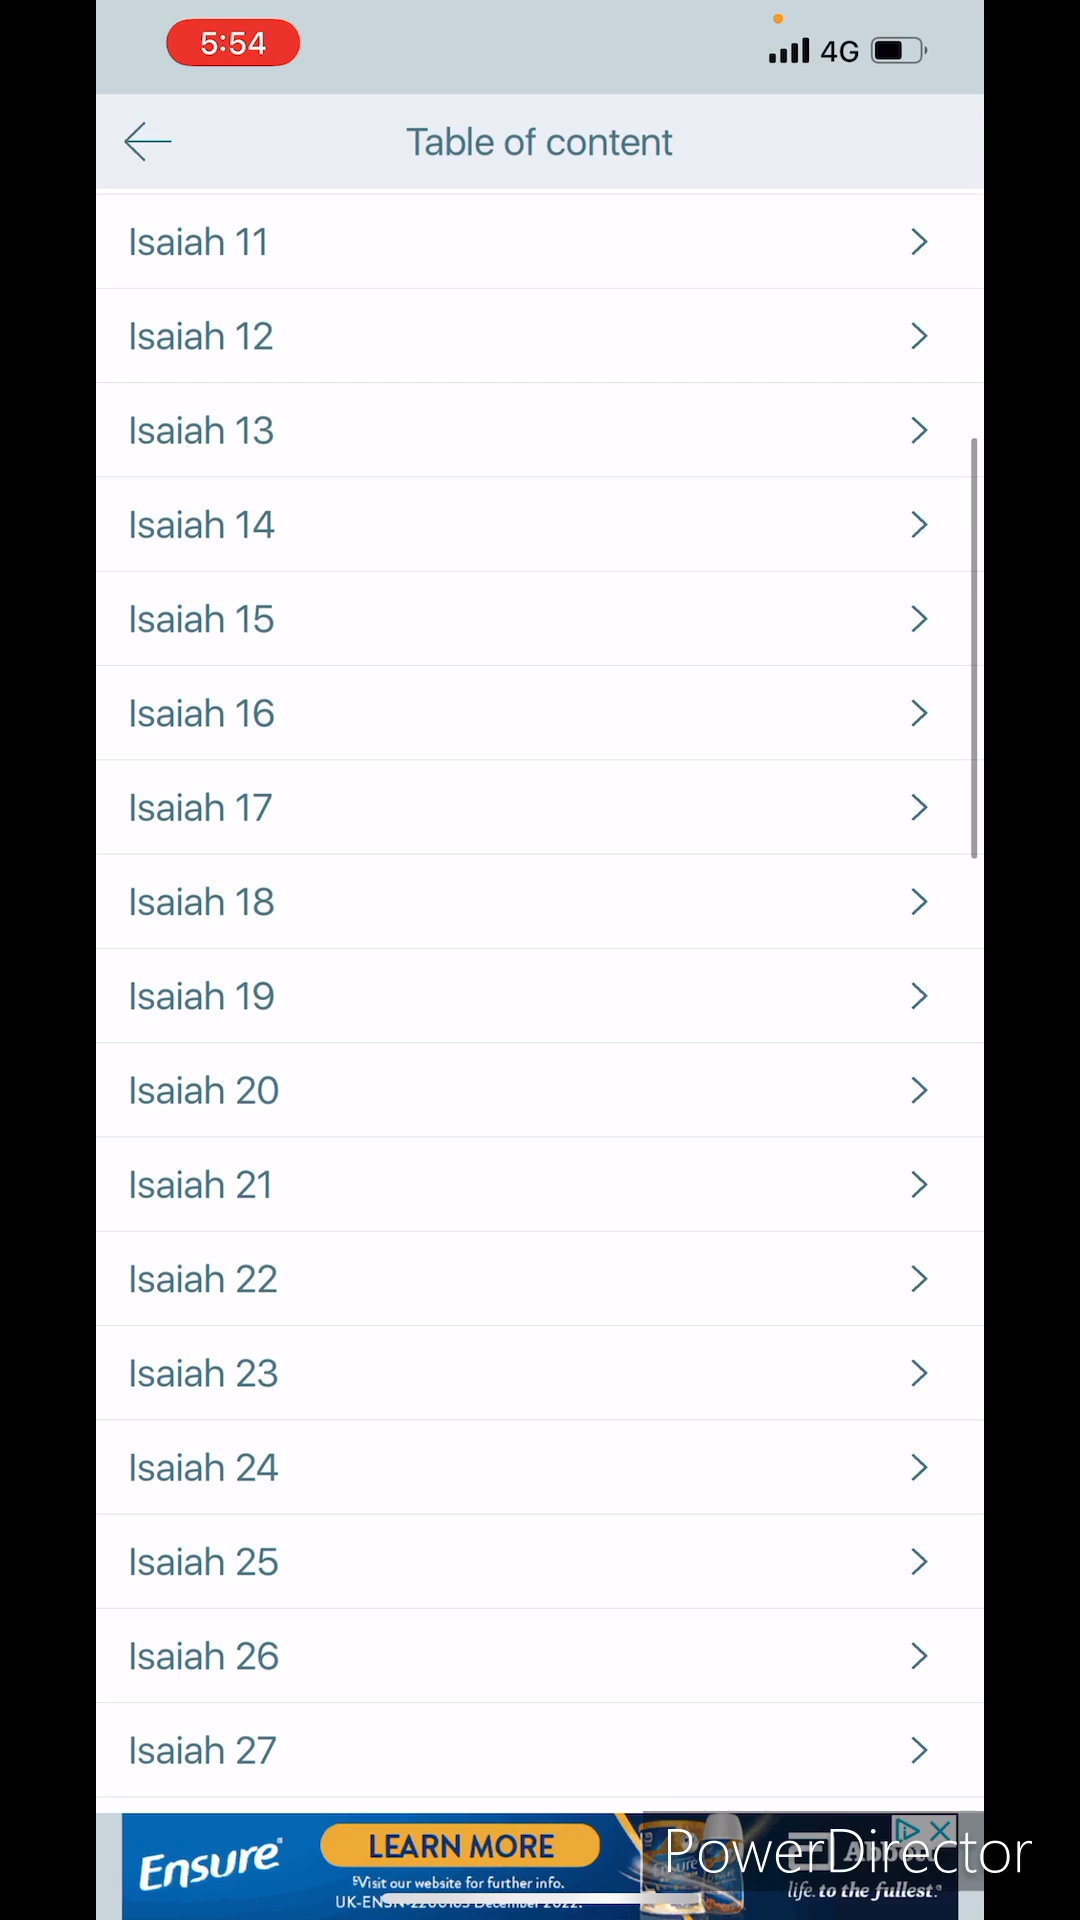 5:54
4G
Table of content
Isaiah 11
Isaiah 12
Isaiah 13
Isaiah 14
Isaiah 15
Isaiah 16
Isaiah 17
Isaiah 18
Isaiah 19
Isaiah 20
Isaiah 21
Isaiah 22
Isaiah 23
Isaiah 24
Isaiah 25
Isaiah 26
Isaiah 27
Ensure
LEARN MORE
Visit our website for further info.
December 2022.
PowerDirector
life. to the fullest.